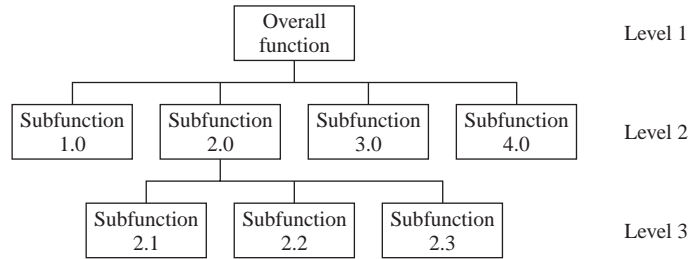 Overall
function
Level 1
Subfunction
1.0
Subfunction
2.0
Subfunction
3.0
Subfunction
4.0
Level 2
Subfunction
2.1
Subfunction
2.2
Subfunction
2.3
Level 3